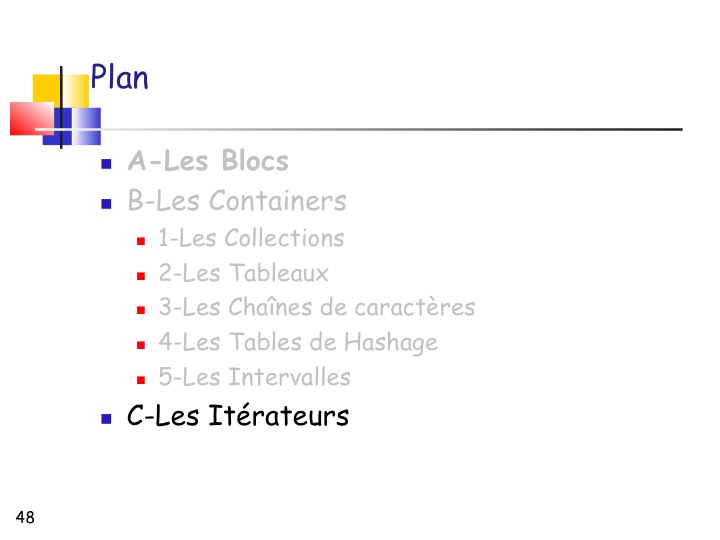 Plan
A-Les Blocs
B-Les Containers
1-Les Collections
2-Les Tableaux
3-Les Chaînes de caractères
4-Les Tables de Hashage
5-Les Intervalles
C-Les Itérateurs
48